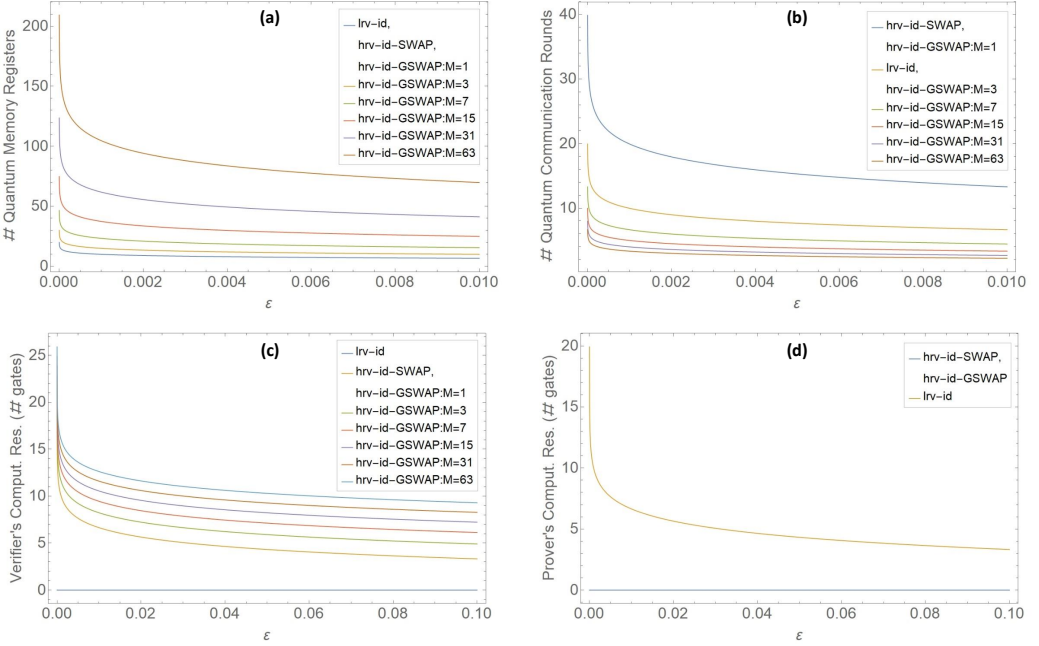 (a)
# Quantum Memory Registers
200
150
100
50
0
0.000
0.002
0.004
0.006
0.008
0.010
ε
lrv-id,
hrv-id-SWAP,
hrv-id-GSWAP:M=1
hrv-id-GSWAP:M=3
hrv-id-GSWAP:M=7
hrv-id-GSWAP:M=15
hrv-id-GSWAP:M=31
hrv-id-GSWAP:M=63
(b)
# Quantum Communication Rounds
40
30
20
10
0.000
0.002
0.004
0.006
0.008
0.010
ε
hrv-id-SWAP,
hrv-id-GSWAP:M=1
lrv-id,
hrv-id-GSWAP:M=3
hrv-id-GSWAP:M=7
hrv-id-GSWAP:M=15
hrv-id-GSWAP:M=31
hrv-id-GSWAP:M=63
(c)
Verifier's Comput. Res. (# gates)
25
20
15
10
5
0
0.00
0.02
0.04
0.06
0.08
0.10
ε
lrv-id
hrv-id-SWAP,
hrv-id-GSWAP:M=1
hrv-id-GSWAP:M=3
hrv-id-GSWAP:M=7
hrv-id-GSWAP:M=15
hrv-id-GSWAP:M=31
hrv-id-GSWAP:M=63
(d)
Prover's Comput. Res. (# gates)
20
15
10
5
0
0.00
0.02
0.04
0.06
0.08
0.10
ε
hrv-id-SWAP,
hrv-id-GSWAP
lrv-id